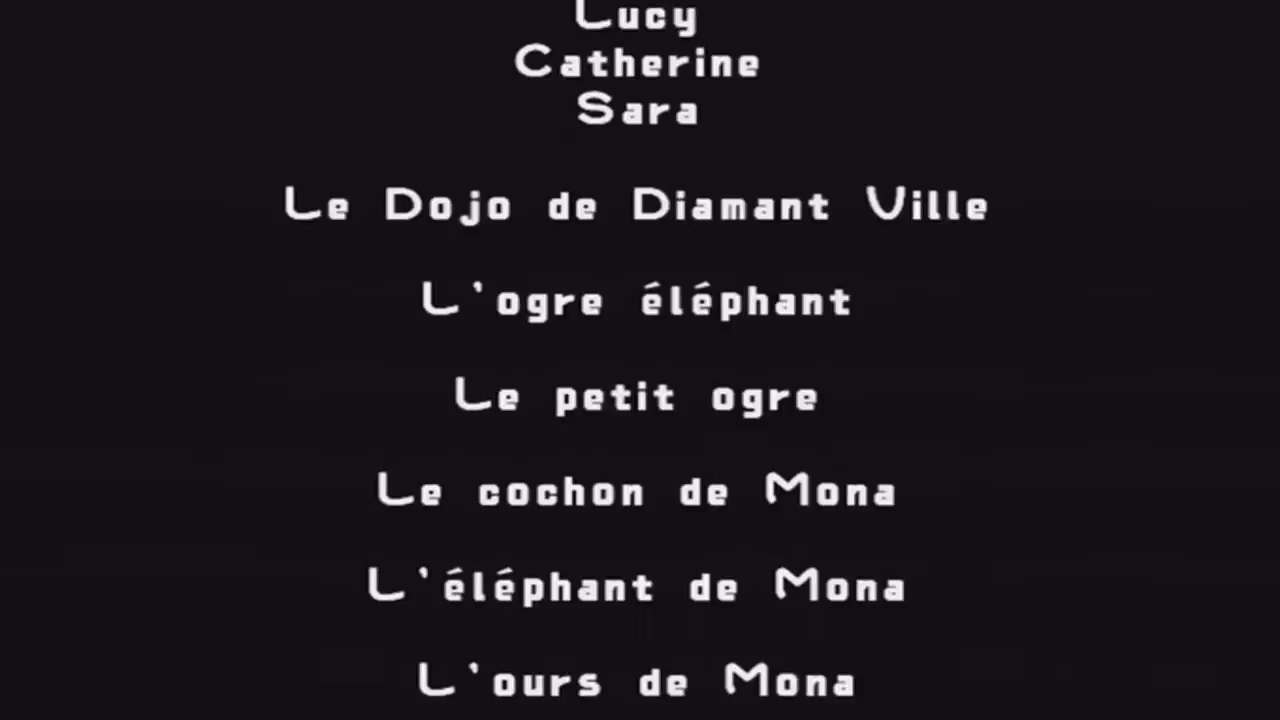 Lucy
Catherine
Sara
Le Dojo de Diamant Ville
L'ogre éléphant
Le petit ogre
Le cochon de Mona
L'éléphant de Mona
L'ours de Mona